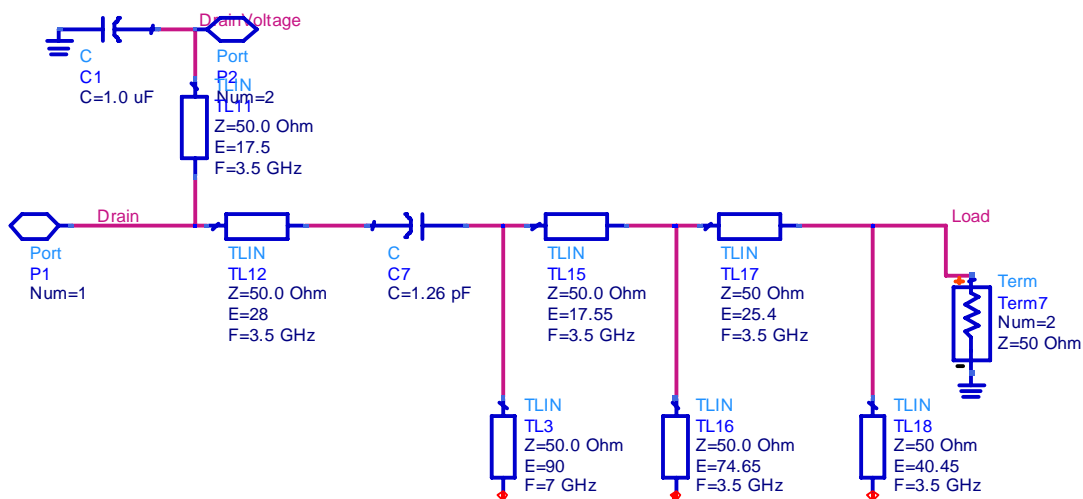 DrainVoltage
C
C1
C=1.0 uF
Port
P2
Num=2
TLIN
TL11
Z=50.0 Ohm
E=17.5
F=3.5 GHz
Drain
Port
P1
Num=1
TLIN
TL12
Z=50.0 Ohm
E=28
F=3.5 GHz
C
C7
C=1.26 pF
TLIN
TL15
Z=50.0 Ohm
E=17.55
F=3.5 GHz
TLIN
TL17
Z=50 Ohm
E=25.4
F=3.5 GHz
Load
Term
Term7
Num=2
Z=50 Ohm
TLIN
TL3
Z=50.0 Ohm
E=90
F=7 GHz
TLIN
TL16
Z=50.0 Ohm
E=74.65
F=3.5 GHz
TLIN
TL18
Z=50 Ohm
E=40.45
F=3.5 GHz